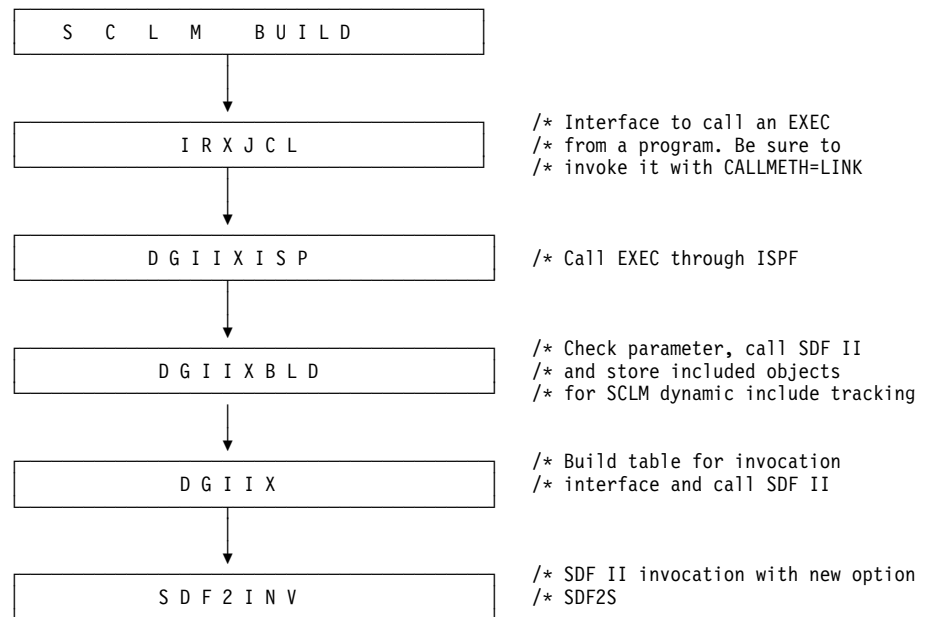 S C L M BUILD
I R X J C L
/* Interface to call an EXEC
/* from a program. Be sure to
/* invoke it with CALLMETH=LINK
D G I I X I S P
/* Call EXEC through ISPF
D G I I X B L D
/* Check parameter, call SDF II
/* and store included objects
/* for SCLM dynamic include tracking
D G I I X
/* Build table for invocation
/* interface and call SDF II
S D F 2 I N V
/* SDF II invocation with new option
/* SDF2S